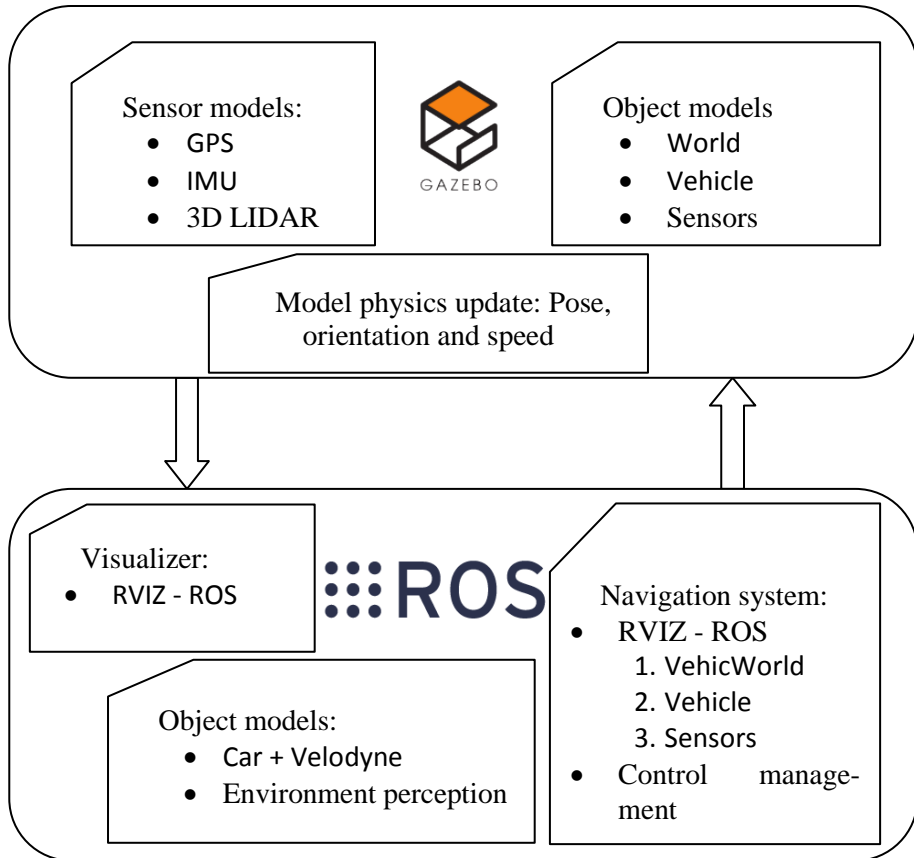 Sensor models:
• GPS
• IMU
• 3D LIDAR
GAZEBO
Object models
• World
• Vehicle
• Sensors
Model physics update: Pose,
orientation and speed
Visualizer:
• RVIZ - ROS
ROS
Navigation system:
• RVIZ - ROS
1. VehicWorld
2. Vehicle
3. Sensors
• Control manage-
ment
Object models:
• Car + Velodyne
• Environment perception